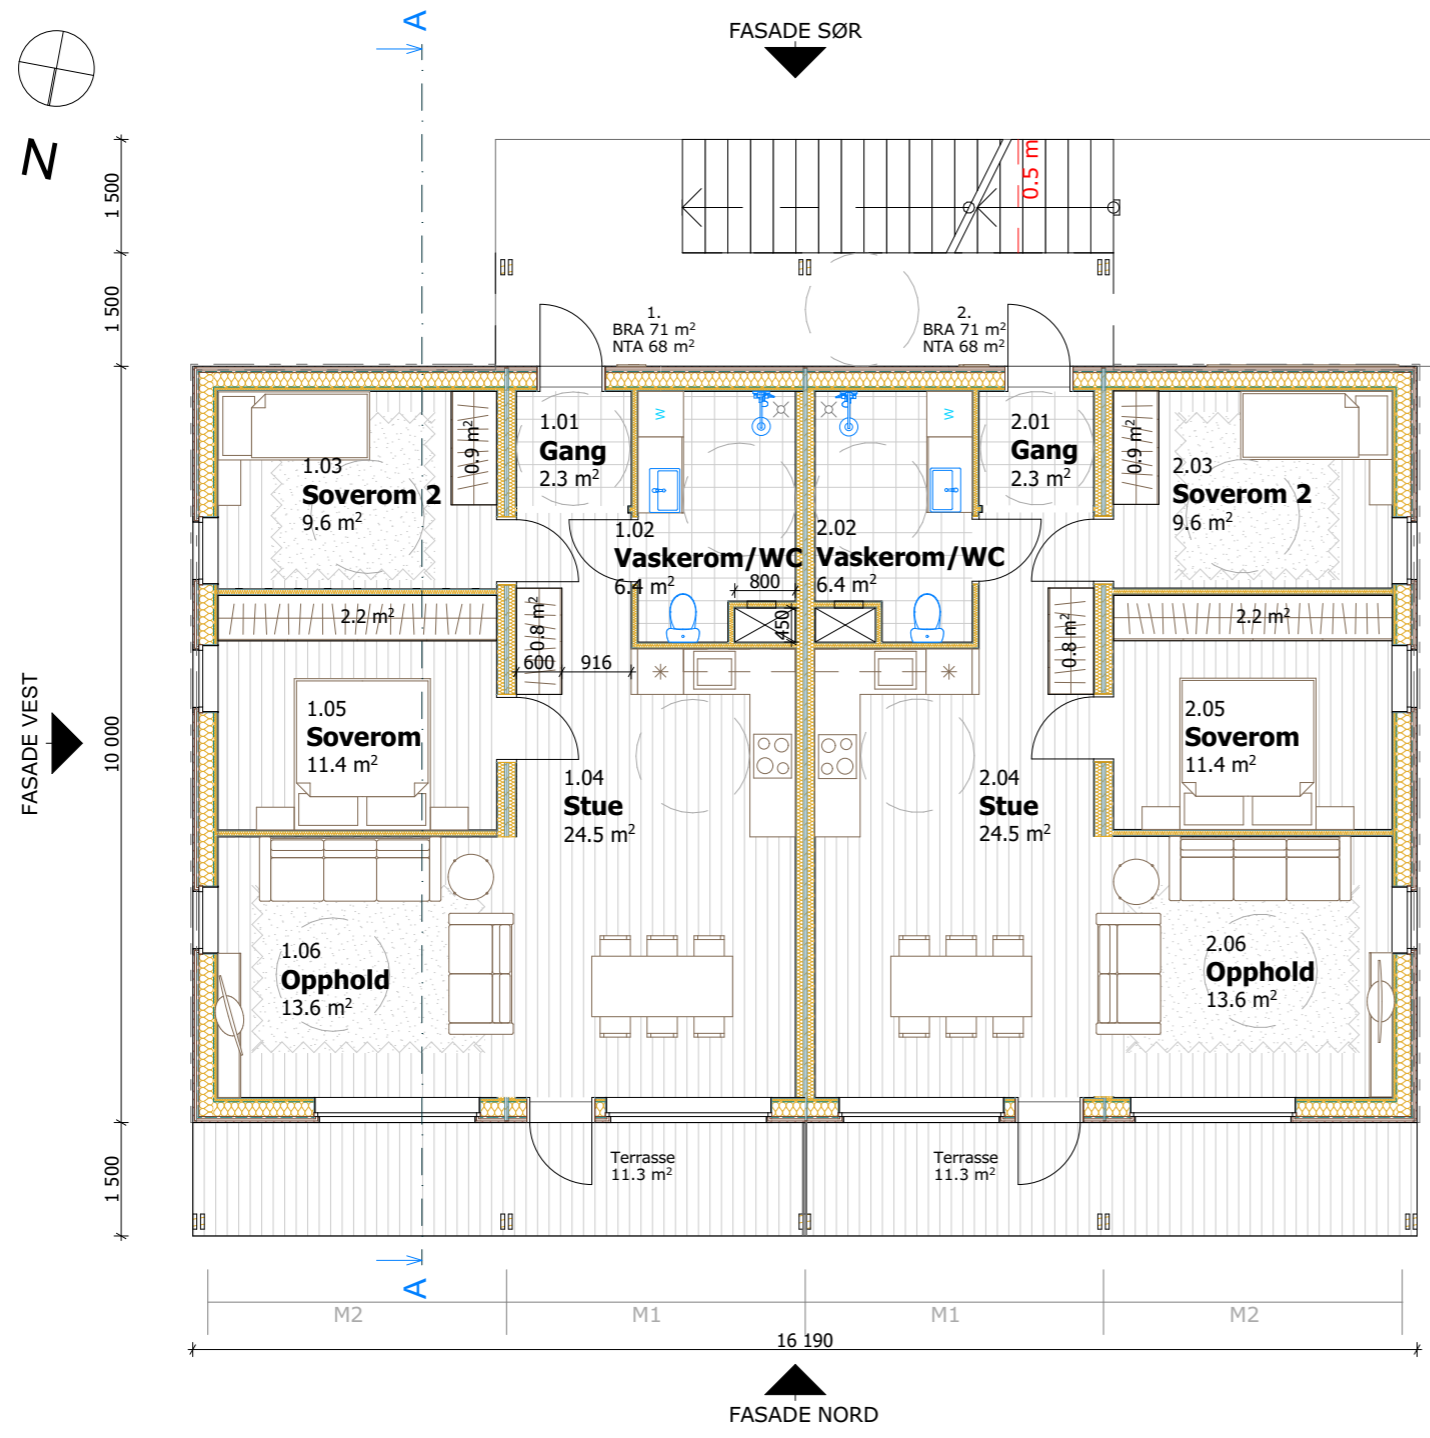 A
FASADE SØR
N
1 500
0.5 m
1 500
1.
BRA 71 m²
NTA 68 m²
2.
BRA 71 m²
NTA 68 m²
1.01
Gang
2.3 m²
W
W
2.01
Gang
2.3 m²
0.9 m²
0.9 m²
1.03
Soverom 2
9.6 m²
2.03
Soverom 2
9.6 m²
1.02
Vaskerom/WC
6.4 m²
2.02
Vaskerom/WC
6.4 m²
800
450
2.2 m²
0.8 m²
0.8 m²
2.2 m²
600
916
FASADE VEST
10 000
1.05
Soverom
11.4 m²
2.05
Soverom
11.4 m²
1.04
Stue
24.5 m²
2.04
Stue
24.5 m²
1.06
Opphold
13.6 m²
2.06
Opphold
13.6 m²
1 500
Terrasse
11.3 m²
Terrasse
11.3 m²
A
M2
M1
M1
M2
16 190
FASADE NORD